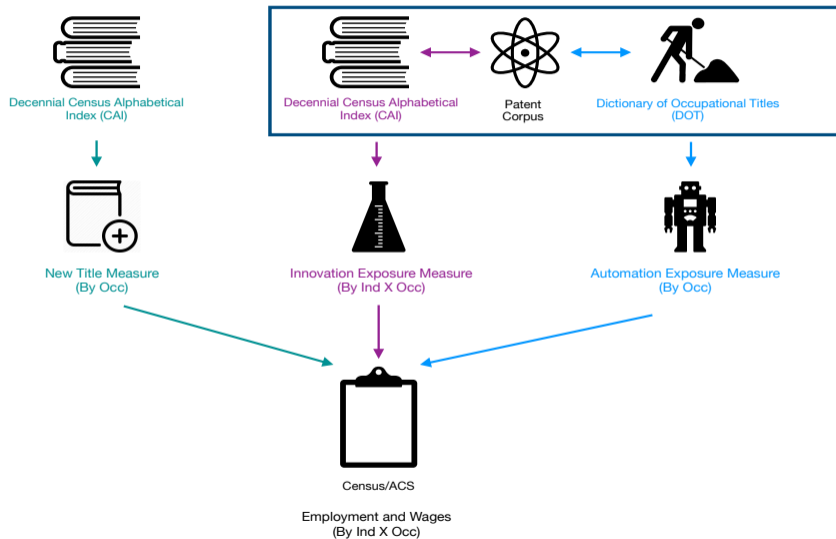 Decennial Census Alphabetical
Index (CAI)
Decennial Census Alphabetical
Index (CAI)
Patent
Corpus
Dictionary of Occupational Titles
(DOT)
New Title Measure
(By Occ)
Innovation Exposure Measure
(By Ind X Occ)
Automation Exposure Measure
(By Occ)
Census/ACS
Employment and Wages
(By Ind X Occ)